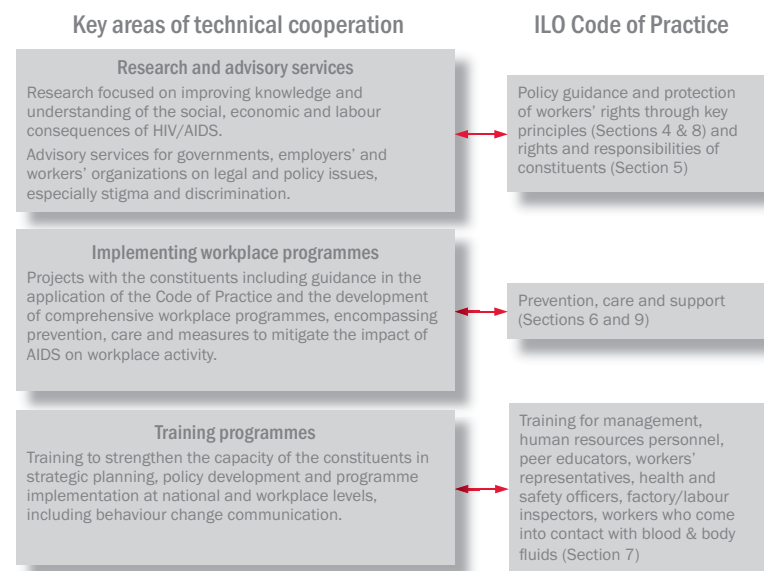 Key areas of technical cooperation
ILO Code of Practice
Research and advisory services
Research focused on improving knowledge and
understanding of the social, economic and labour
consequences of HIV/AIDS.
Advisory services for governments, employers’ and
workers’ organizations on legal and policy issues,
especially stigma and discrimination.
Policy guidance and protection
of workers’ rights through key
principles (Sections 4 & 8) and
rights and responsibilities of
constituents (Section 5)
Implementing workplace programmes
Projects with the constituents including guidance in the
application of the Code of Practice and the development
of comprehensive workplace programmes, encompassing
prevention, care and measures to mitigate the impact of
AIDS on workplace activity.
Prevention, care and support
(Sections 6 and 9)
Training programmes
Training to strengthen the capacity of the constituents in
strategic planning, policy development and programme
implementation at national and workplace levels,
including behaviour change communication.
Training for management,
human resources personnel,
peer educators, workers’
representatives, health and
safety officers, factory/labour
inspectors, workers who come
into contact with blood & body
fluids (Section 7)